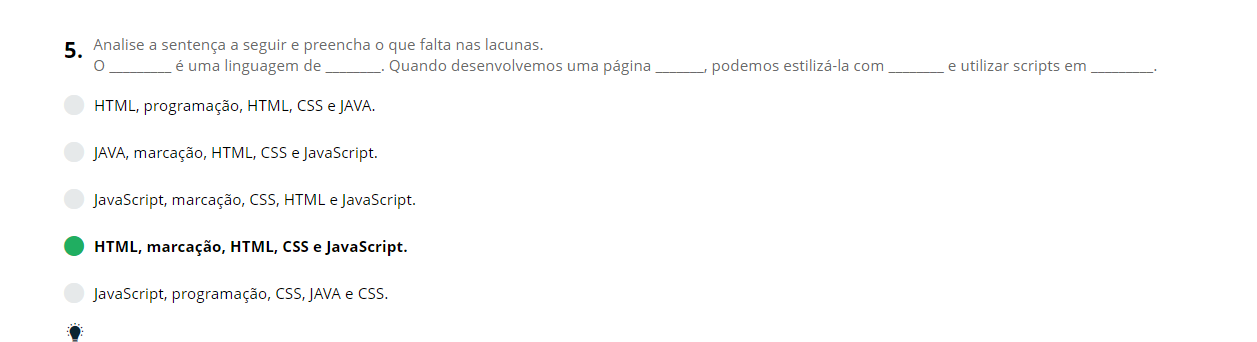 5. Analise a sentença a seguir e preencha o que falta nas lacunas.
O _________ é uma linguagem de ________. Quando desenvolvemos uma página _______, podemos estilizá-la com ________ e utilizar scripts em _________.
HTML, programação, HTML, CSS e JAVA.
JAVA, marcação, HTML, CSS e JavaScript.
JavaScript, marcação, CSS, HTML e JavaScript.
HTML, marcação, HTML, CSS e JavaScript.
JavaScript, programação, CSS, JAVA e CSS.